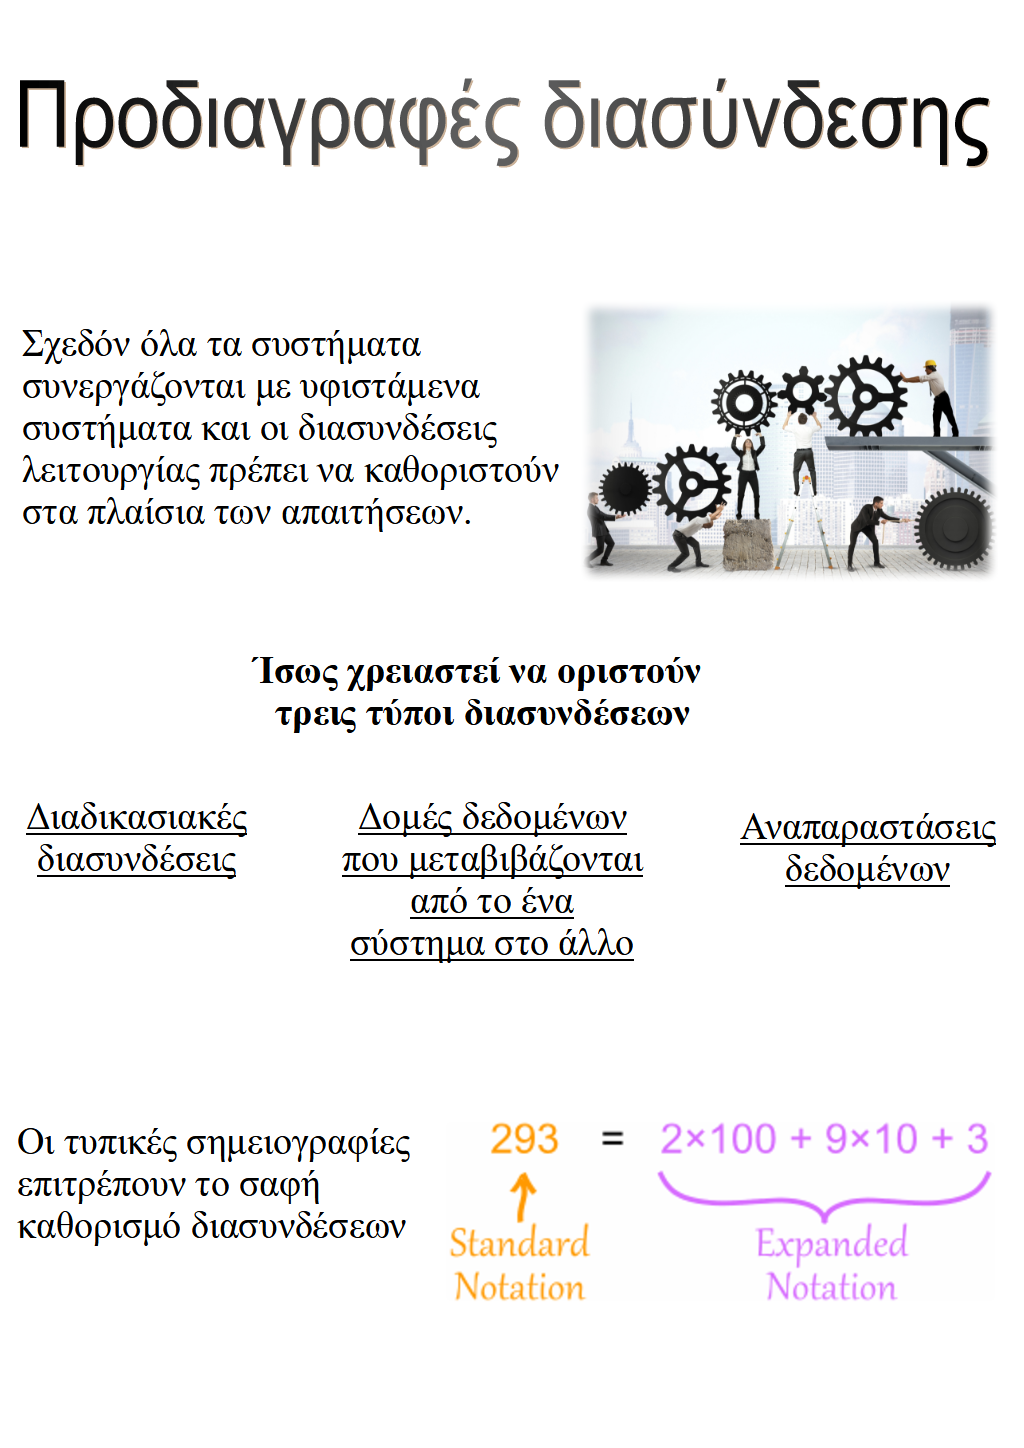 Προδιαγραφές διασύνδεσης
Σχεδόν όλα τα συστήματα
συνεργάζονται με υφιστάμενα
συστήματα και οι διασυνδέσεις
λειτουργίας πρέπει να καθοριστούν
στα πλαίσια των απαιτήσεων.
Ίσως χρειαστεί να οριστούν
τρεις τύποι διασυνδέσεων
Διαδικασιακές
διασυνδέσεις
Δομές δεδομένων
που μεταβιβάζονται
από το ένα
σύστημα στο άλλο
Αναπαραστάσεις
δεδομένων
Οι τυπικές σημειογραφίες
επιτρέπουν το σαφή
καθορισμό διασυνδέσεων
293 = 2×100 + 9×10 + 3
Standard
Notation
Expanded
Notation